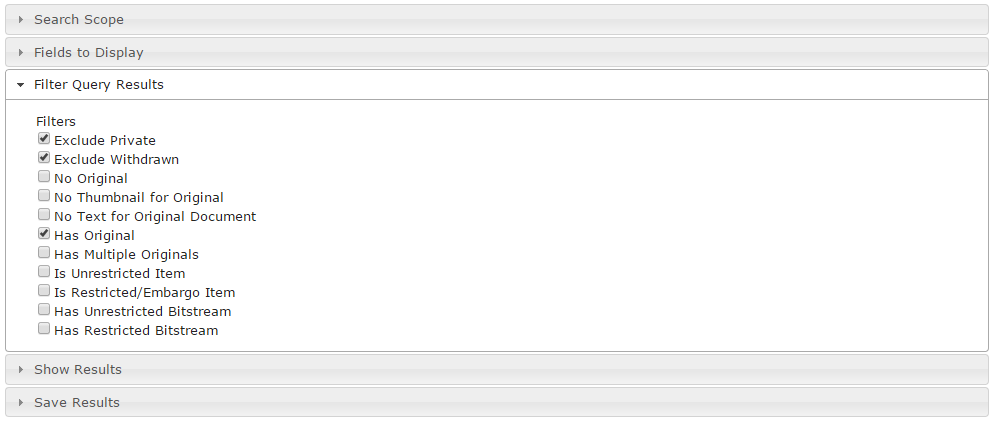 Search Scope
Fields to Display
Filter Query Results
Filters
Exclude Private
Exclude Withdrawn
No Original
No Thumbnail for Original
No Text for Original Document
Has Original
Has Multiple Originals
Is Unrestricted Item
Is Restricted/Embargo Item
Has Unrestricted Bitstream
Has Restricted Bitstream
Show Results
Save Results